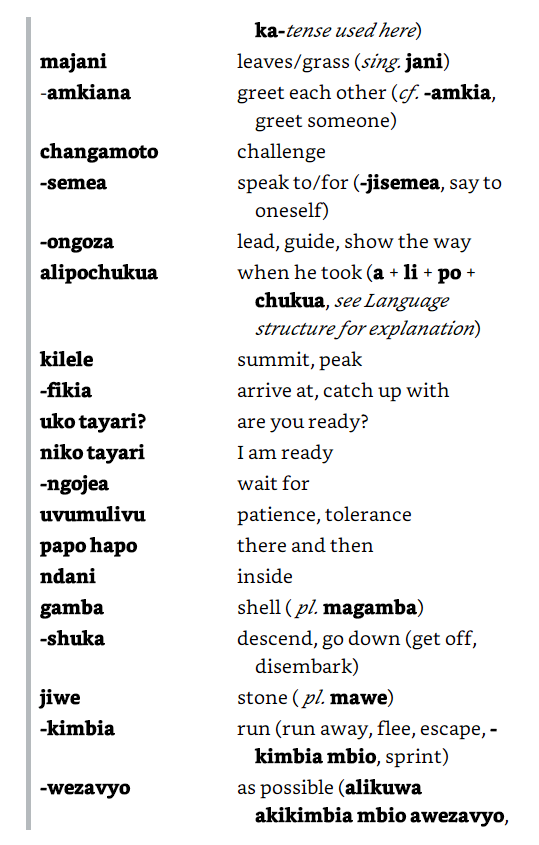 ka-tense used here)
majani leaves/grass (sing. jani)
-amkiana greet each other (cf. -amkia,
greet someone)
changamoto challenge
-semea speak to/for (-jisemea, say to
oneself)
-ongoza lead, guide, show the way
alipochukua when he took (a + li + po +
chukua, see Language
structure for explanation)
kilele summit, peak
-fikia arrive at, catch up with
uko tayari? are you ready?
niko tayari I am ready
-ngojea wait for
uvumulivu patience, tolerance
papo hapo there and then
ndani inside
gamba shell ( pl. magamba)
-shuka descend, go down (get off,
disembark)
jiwe stone ( pl. mawe)
-kimbia run (run away, flee, escape, -
kimbia mbio, sprint)
-wezavyo as possible (alikuwa
akikimbia mbio awezavyo,